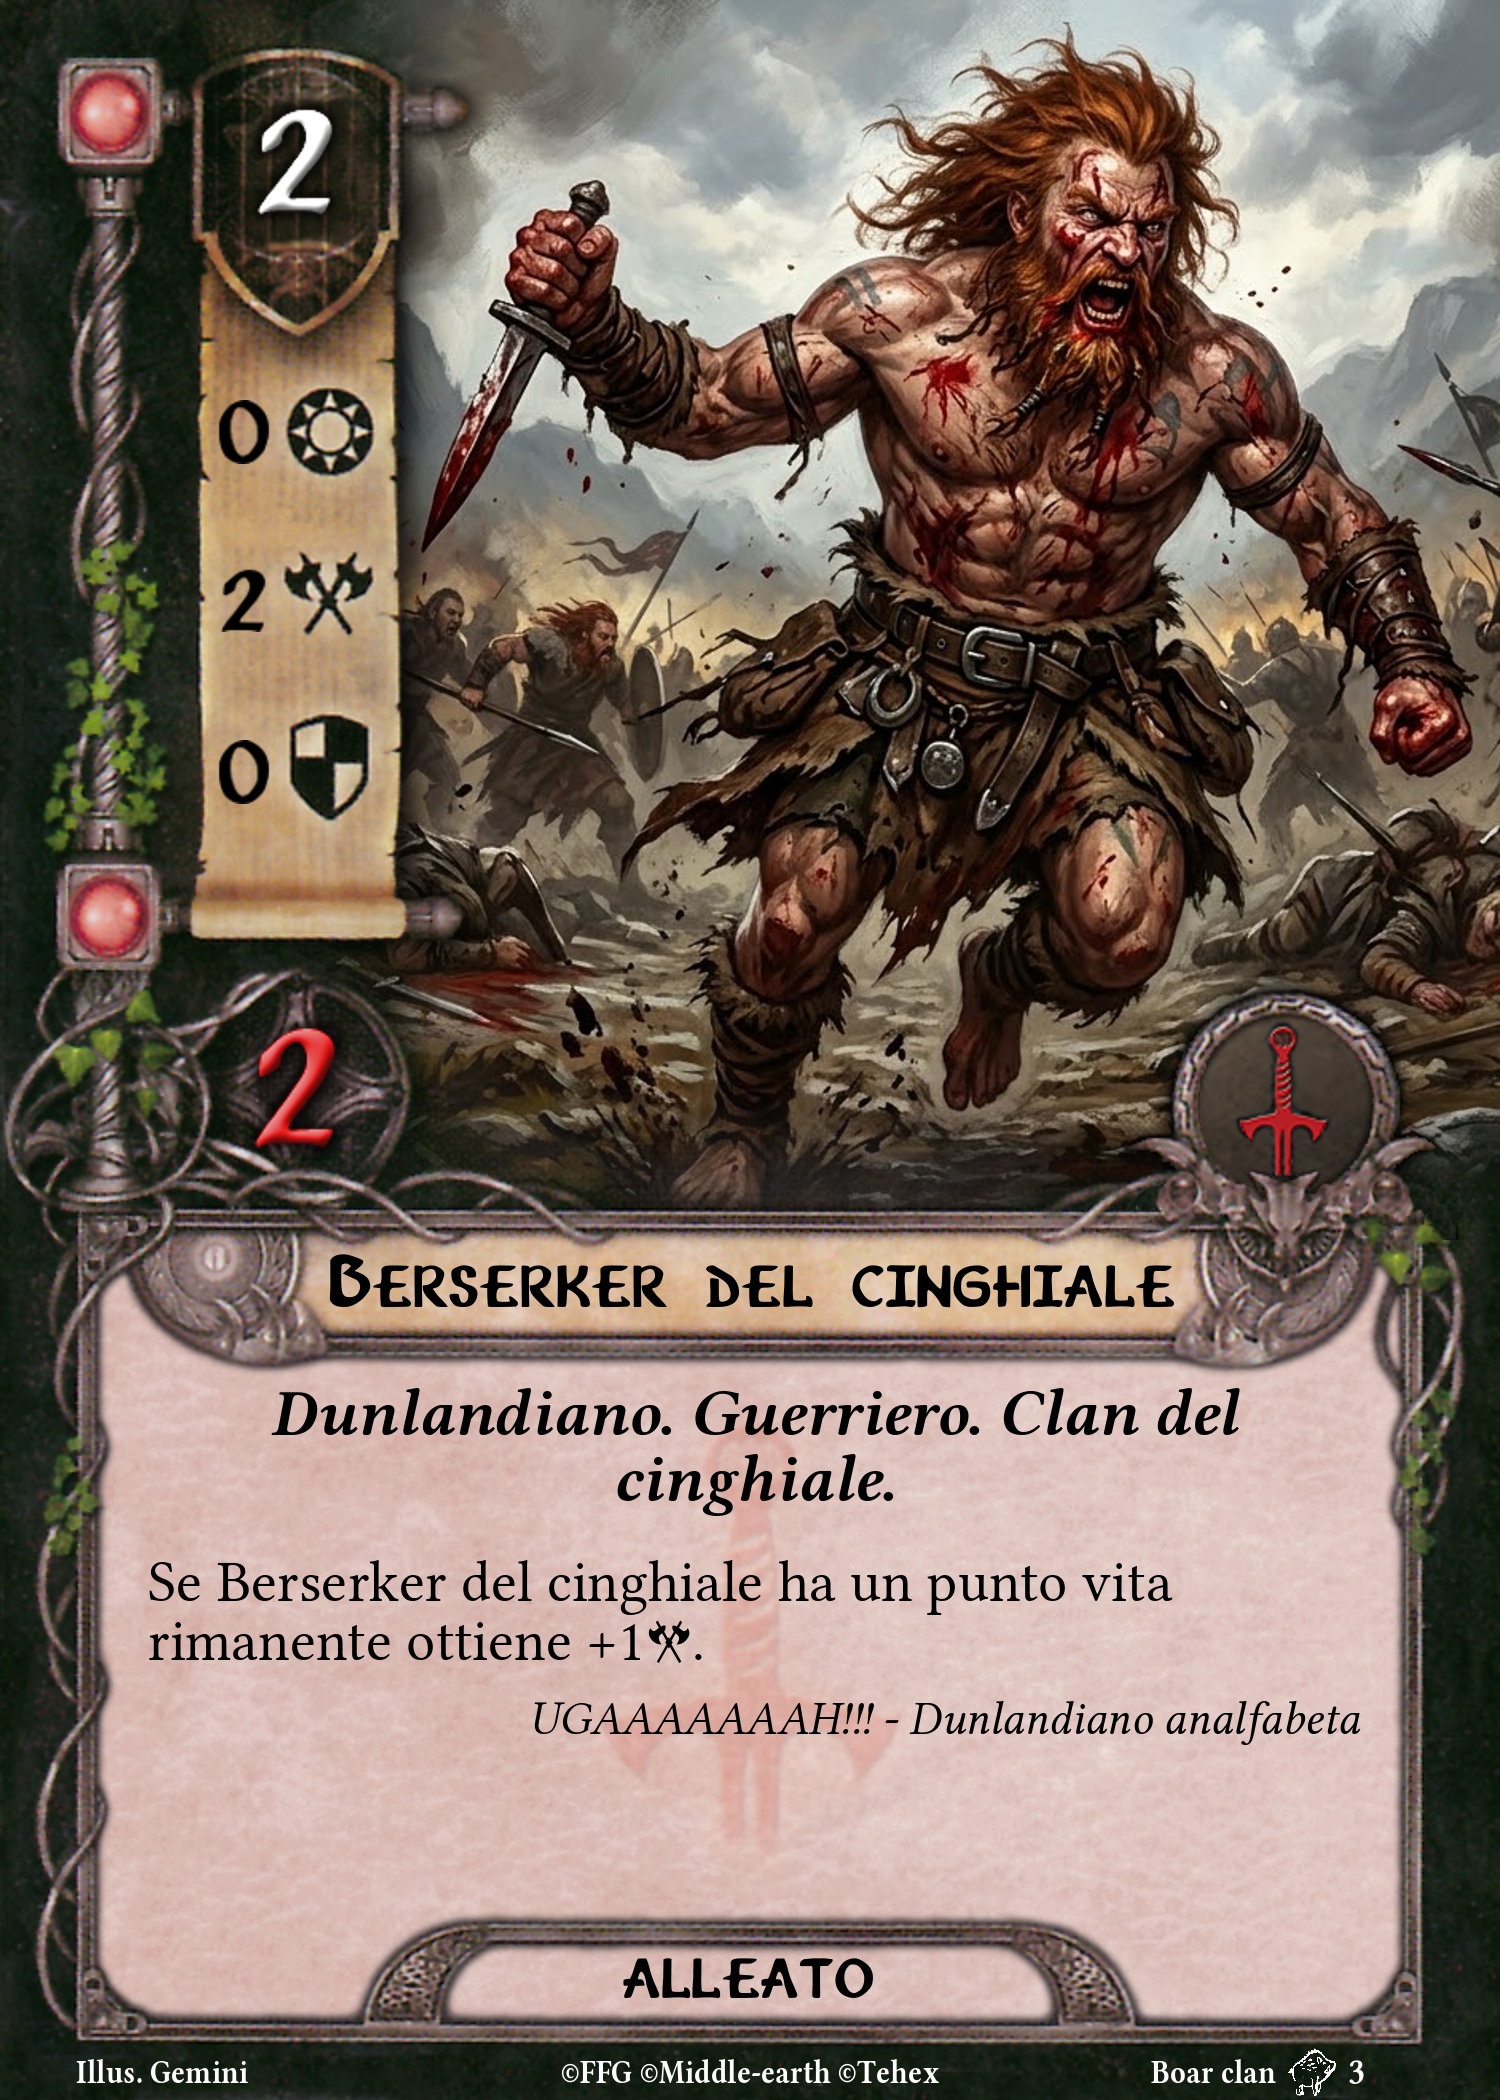 2
0
2
0
2
Berserker del cinghiale
Dunlandiano. Guerriero. Clan del
cinghiale.
Se Berserker del cinghiale ha un punto vita
rimanente ottiene +1.
UGAAAAAAAH!!! - Dunlandiano analfabeta
ALLEATO
Illus. Gemini ©FFG ©Middle-earth ©Tehex Boar clan 3